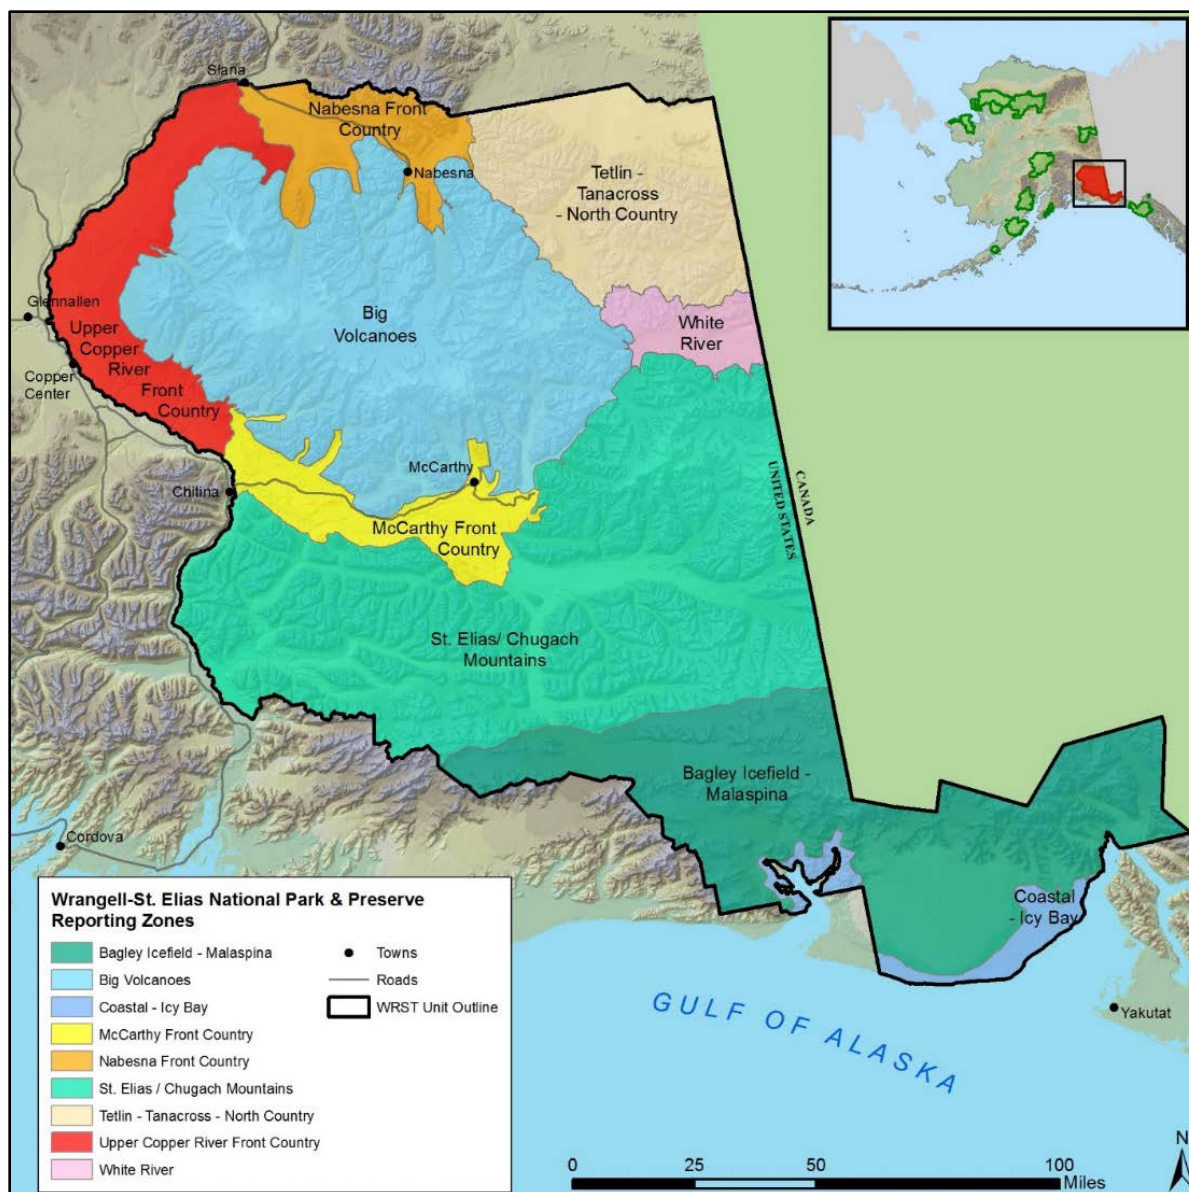 Slana
Nabesna Front
Country
Nabesna
Tetlin -
Tanacross
- North Country
Glennallen
Upper
Copper
River
Front
Country
Big
Volcanoes
White
River
Copper
Center
McCarthy
Chitina
CANADA
UNITED STATES
McCarthy Front
Country
St. Elias/ Chugach
Mountains
Bagley Icefield -
Malaspina
Cordova
Coastal
- Icy Bay
Yakutat
GULF OF ALASKA
Wrangell-St. Elias National Park & Preserve
Reporting Zones
Bagley Icefield - Malaspina
Big Volcanoes
Coastal - Icy Bay
McCarthy Front Country
Nabesna Front Country
St. Elias / Chugach Mountains
Tetlin - Tanacross - North Country
Upper Copper River Front Country
White River
Towns
Roads
WRST Unit Outline
0 25 50 100
Miles
N